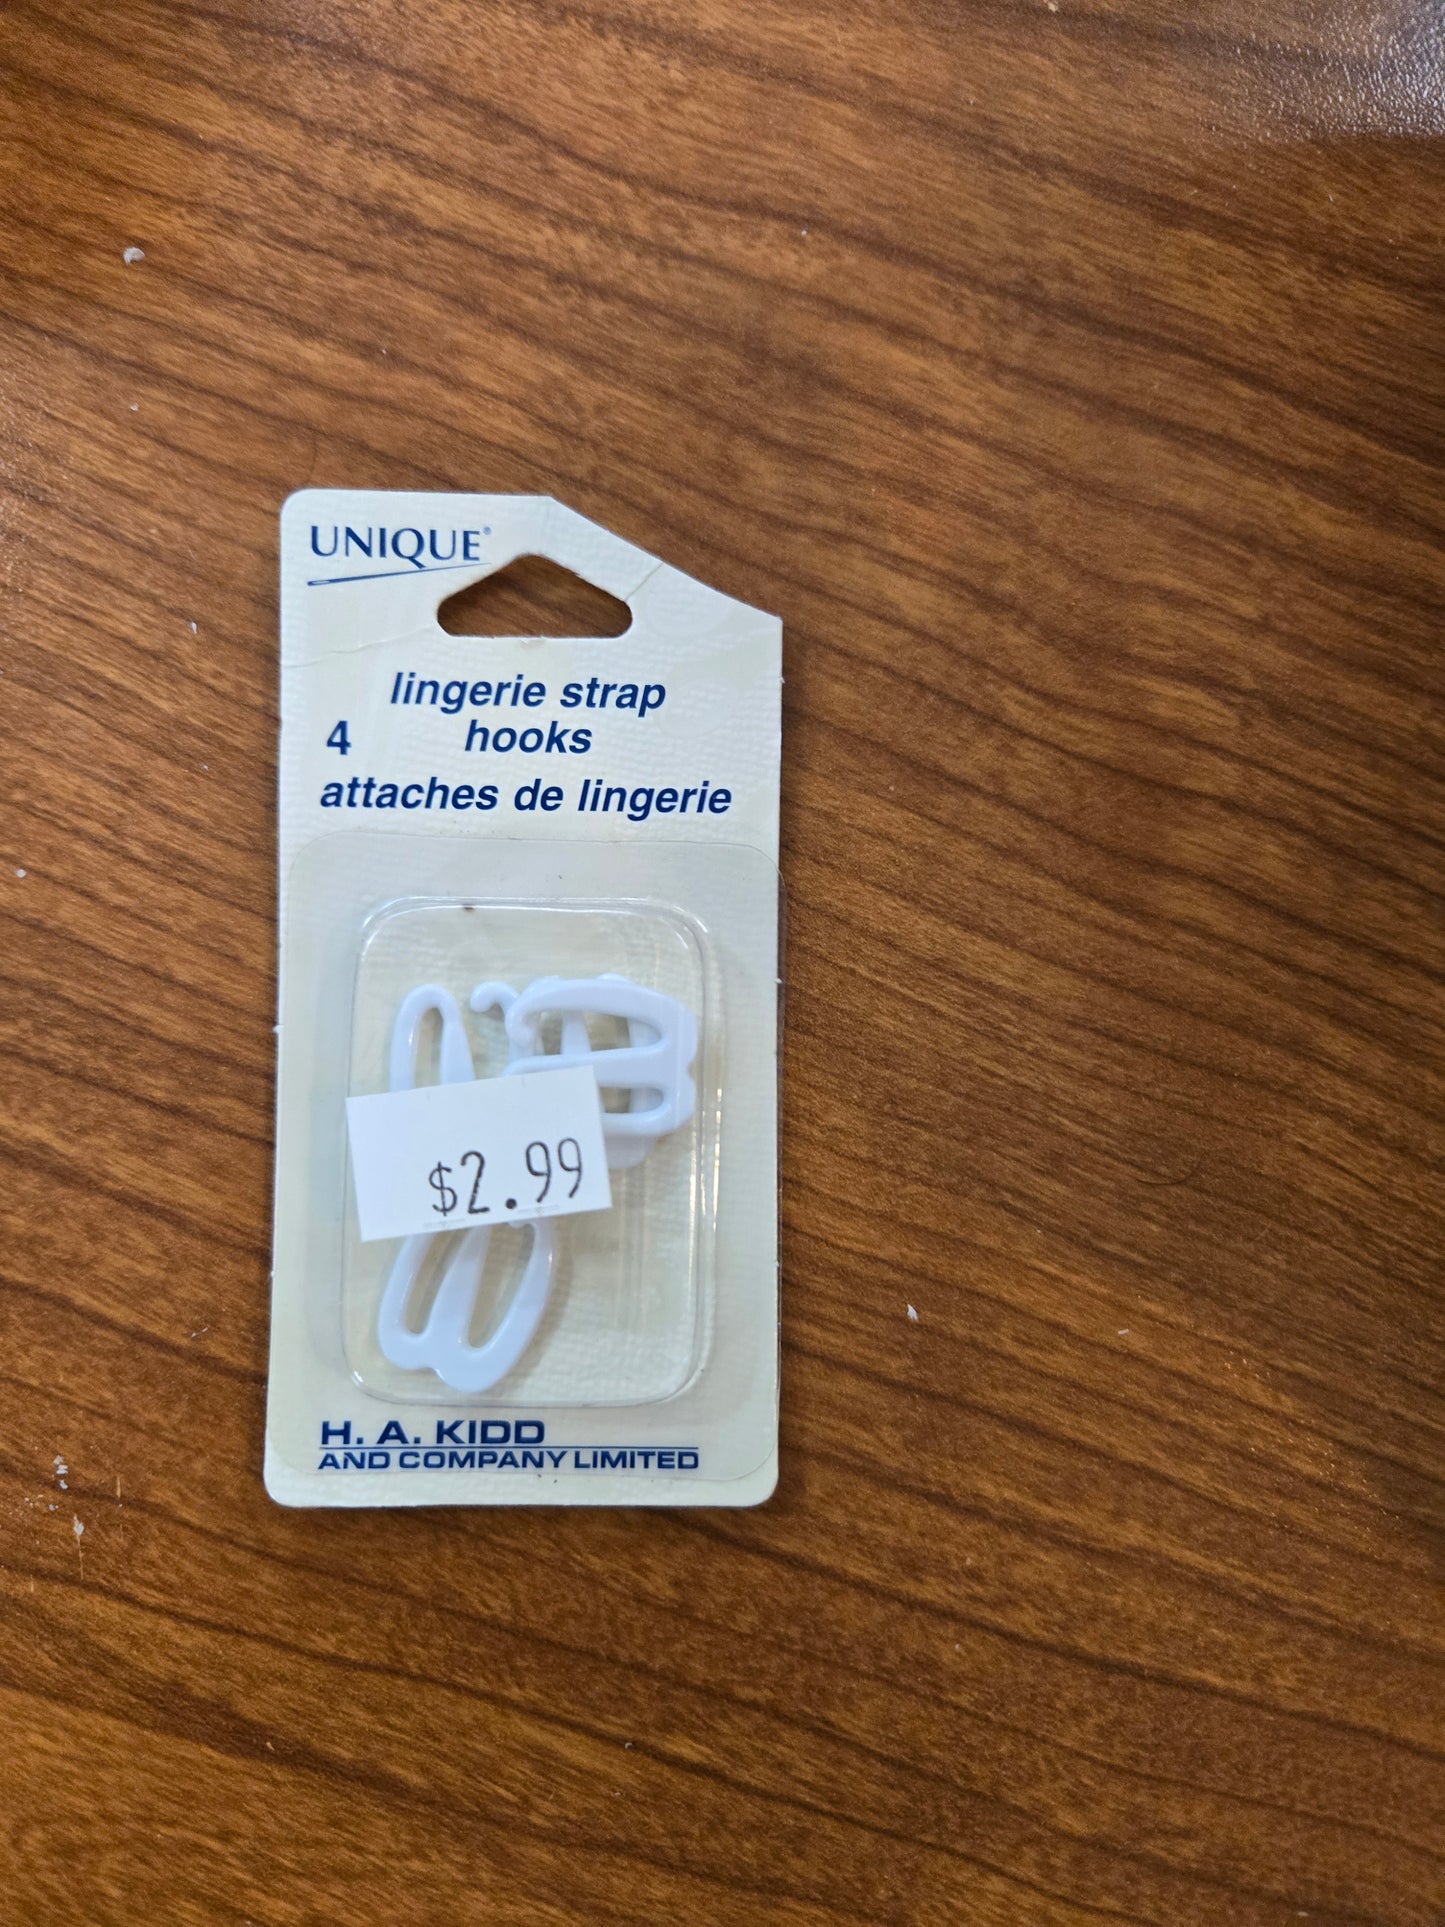 UNIQUE®
lingerie strap
4 hooks
attaches de lingerie
$2.99
H. A. KIDD
AND COMPANY LIMITED